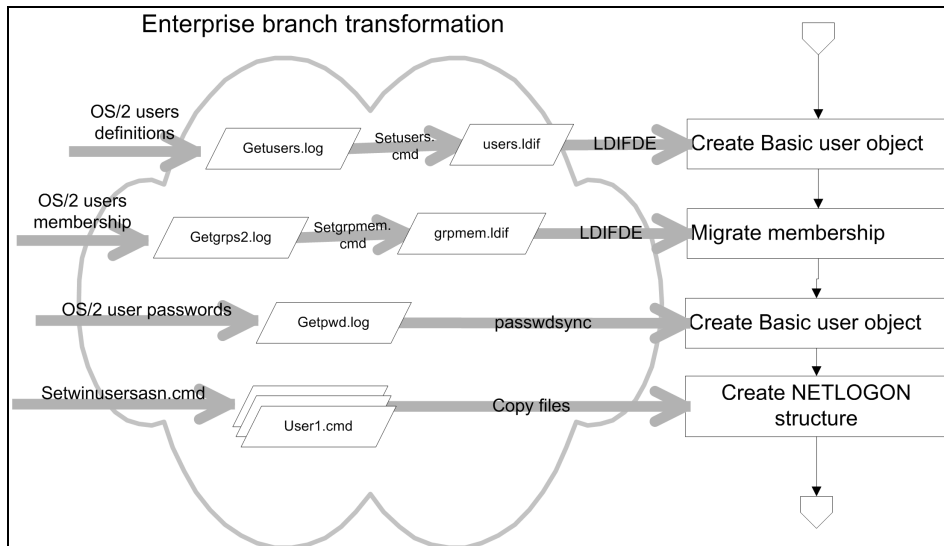 Enterprise branch transformation
OS/2 users
definitions
Getusers.log
Setusers.
cmd
users.ldif
LDIFDE
Create Basic user object
OS/2 users
membership
Getgrps2.log
Setgrpmem.
cmd
grpmem.ldif
LDIFDE
Migrate membership
OS/2 user passwords
Getpwd.log
passwdsync
Create Basic user object
Setwinusersasn.cmd
User1.cmd
Copy files
Create NETLOGON
structure